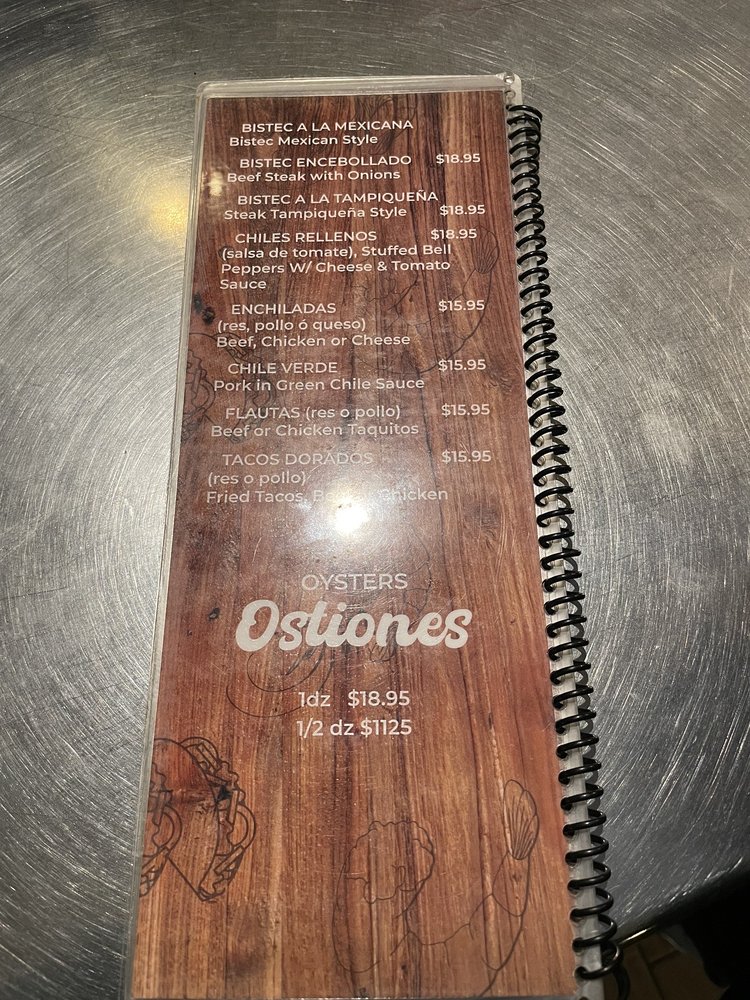 BISTEC A LA MEXICANA
Bistec Mexican Style
BISTEC ENCEBOLLADO $18.95
Beef Steak with Onions
BISTEC A LA TAMPIQUEÑA
Steak Tampiqueña Style $18.95
CHILES RELLENOS $18.95
(salsa de tomate), Stuffed Bell
Peppers W/ Cheese & Tomato
Sauce
ENCHILADAS $15.95
(res, pollo ó queso)
Beef, Chicken or Cheese
CHILE VERDE $15.95
Pork in Green Chile Sauce
FLAUTAS (res o pollo) $15.95
Beef or Chicken Taquitos
TACOS DORADOS $15.95
(res o pollo)
Fried Tacos, Chicken
OYSTERS
Ostiones
1dz $18.95
1/2 dz $1125